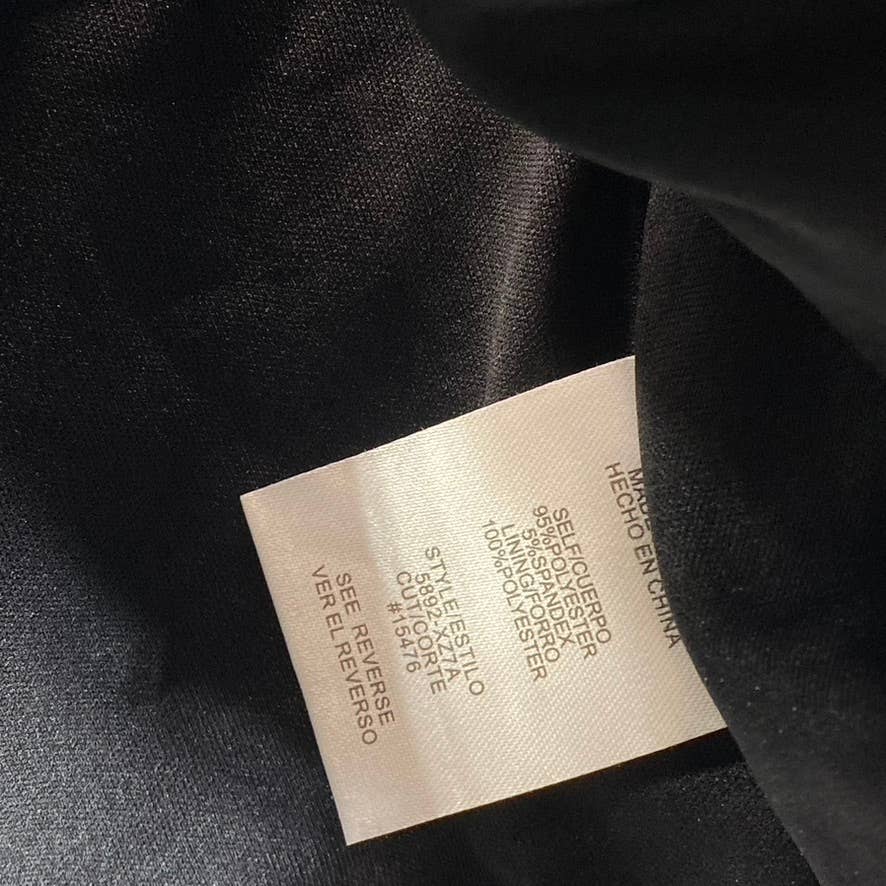 MADE
HECHO EN CHINA
SELF/CUERPO
95%POLYESTER
5%SPANDEX
LINING/FORRO
100%POLYESTER
STYLE/ESTILO
5892-XZ7A
CUT/CORTE
#15476
SEE REVERSE
VER EL REVERSO